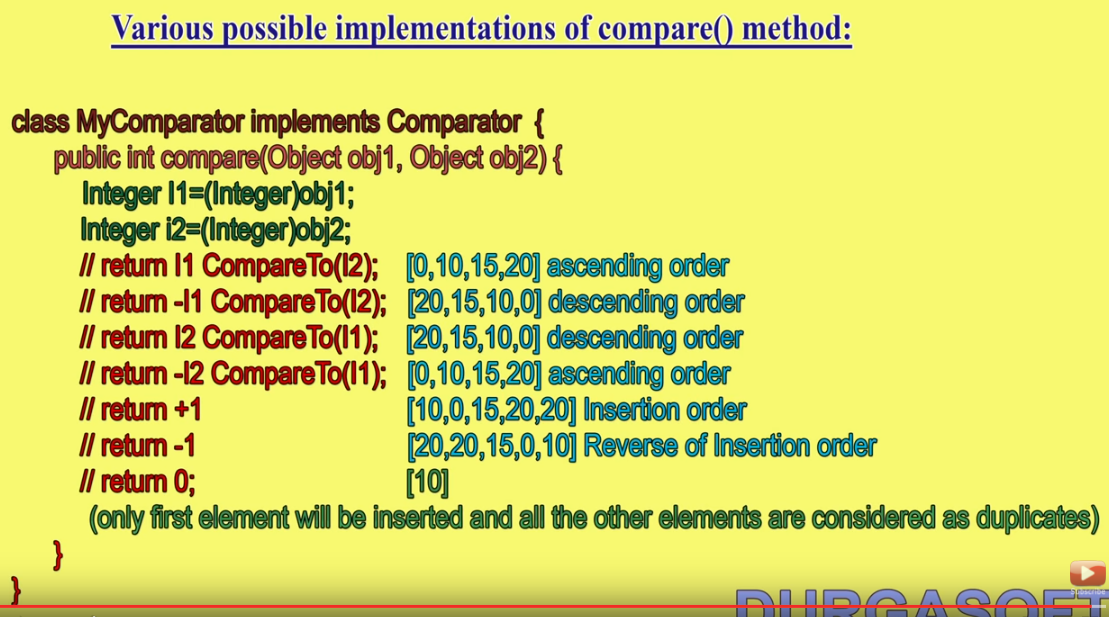 Various possible implementations of compare() method:
class MyComparator implements Comparator {
public int compare(Object obj1, Object obj2) {
Integer I1=(Integer)obj1;
Integer i2=(Integer)obj2;
// return I1 CompareTo(I2); [0,10,15,20] ascending order
// return -I1 CompareTo(I2); [20,15,10,0] descending order
// return I2 CompareTo(I1); [20,15,10,0] descending order
// return -I2 CompareTo(I1); [0,10,15,20] ascending order
// return +1 [10,0,15,20,20] Insertion order
// return -1 [20,20,15,0,10] Reverse of Insertion order
// return 0; [10]
(only first element will be inserted and all the other elements are considered as duplicates)
}
}
Subscribe
DURGASOFT